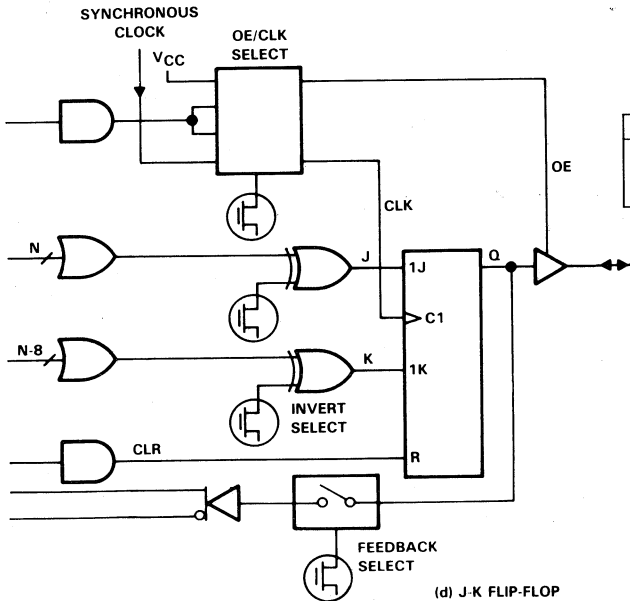 SYNCHRONOUS
CLOCK
OE/CLK
SELECT
VCC
OE
CLK
N
J
1J
Q
C1
N-8
K
1K
INVERT
SELECT
CLR
R
FEEDBACK
SELECT
(d) J-K FLIP-FLOP